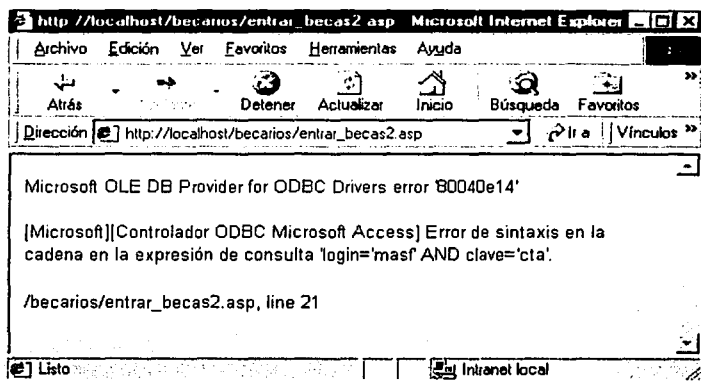 http //localhost/becarios/entrar_becas2 asp Microsoft Internet Explorer
Archivo Edición Ver Favoritos Herramientas Ayuda
Atrás Detener Actualizar Inicio Búsqueda Favoritos »
Dirección http://localhost/becarios/entrar_becas2.asp Ir a Vínculos »
Microsoft OLE DB Provider for ODBC Drivers error '80040e14'
[Microsoft][Controlador ODBC Microsoft Access] Error de sintaxis en la
cadena en la expresión de consulta 'login='masf' AND clave='cta'.
/becarios/entrar_becas2.asp, line 21
Listo Intranet local